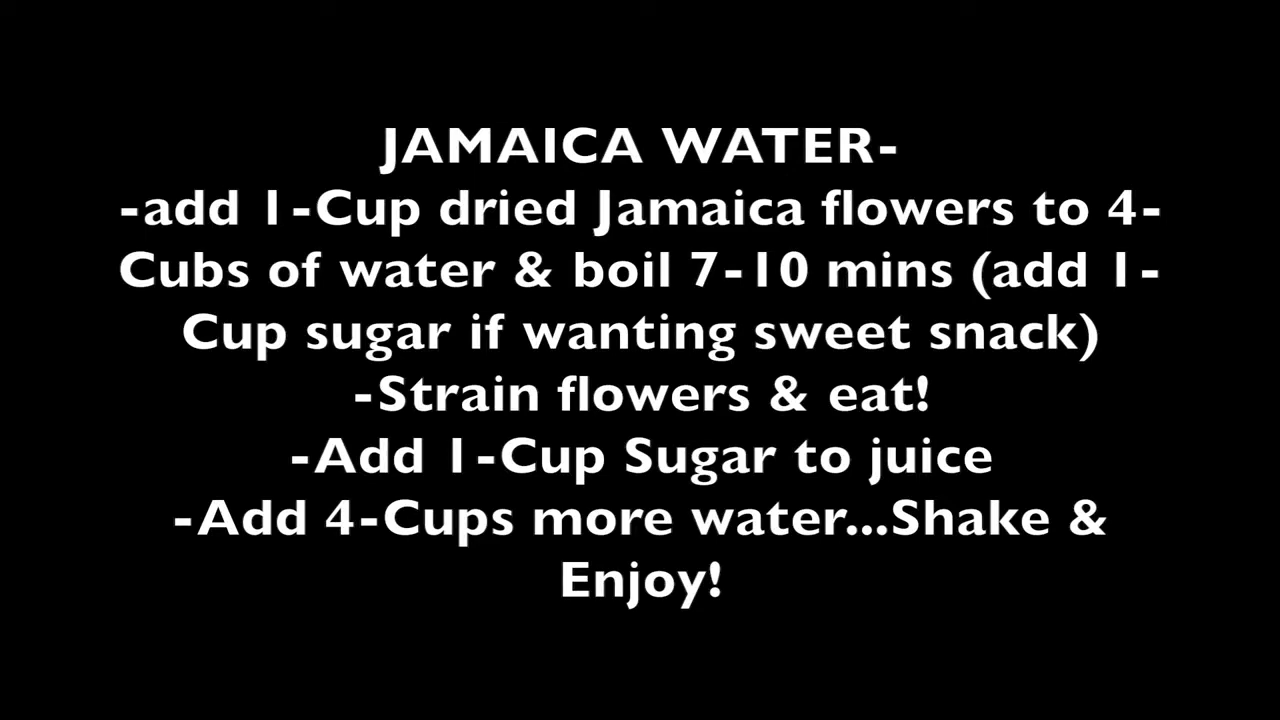 JAMAICA WATER-
-add 1-Cup dried Jamaica flowers to 4-
Cubs of water & boil 7-10 mins (add 1-
Cup sugar if wanting sweet snack)
-Strain flowers & eat!
-Add 1-Cup Sugar to juice
-Add 4-Cups more water...Shake &
Enjoy!